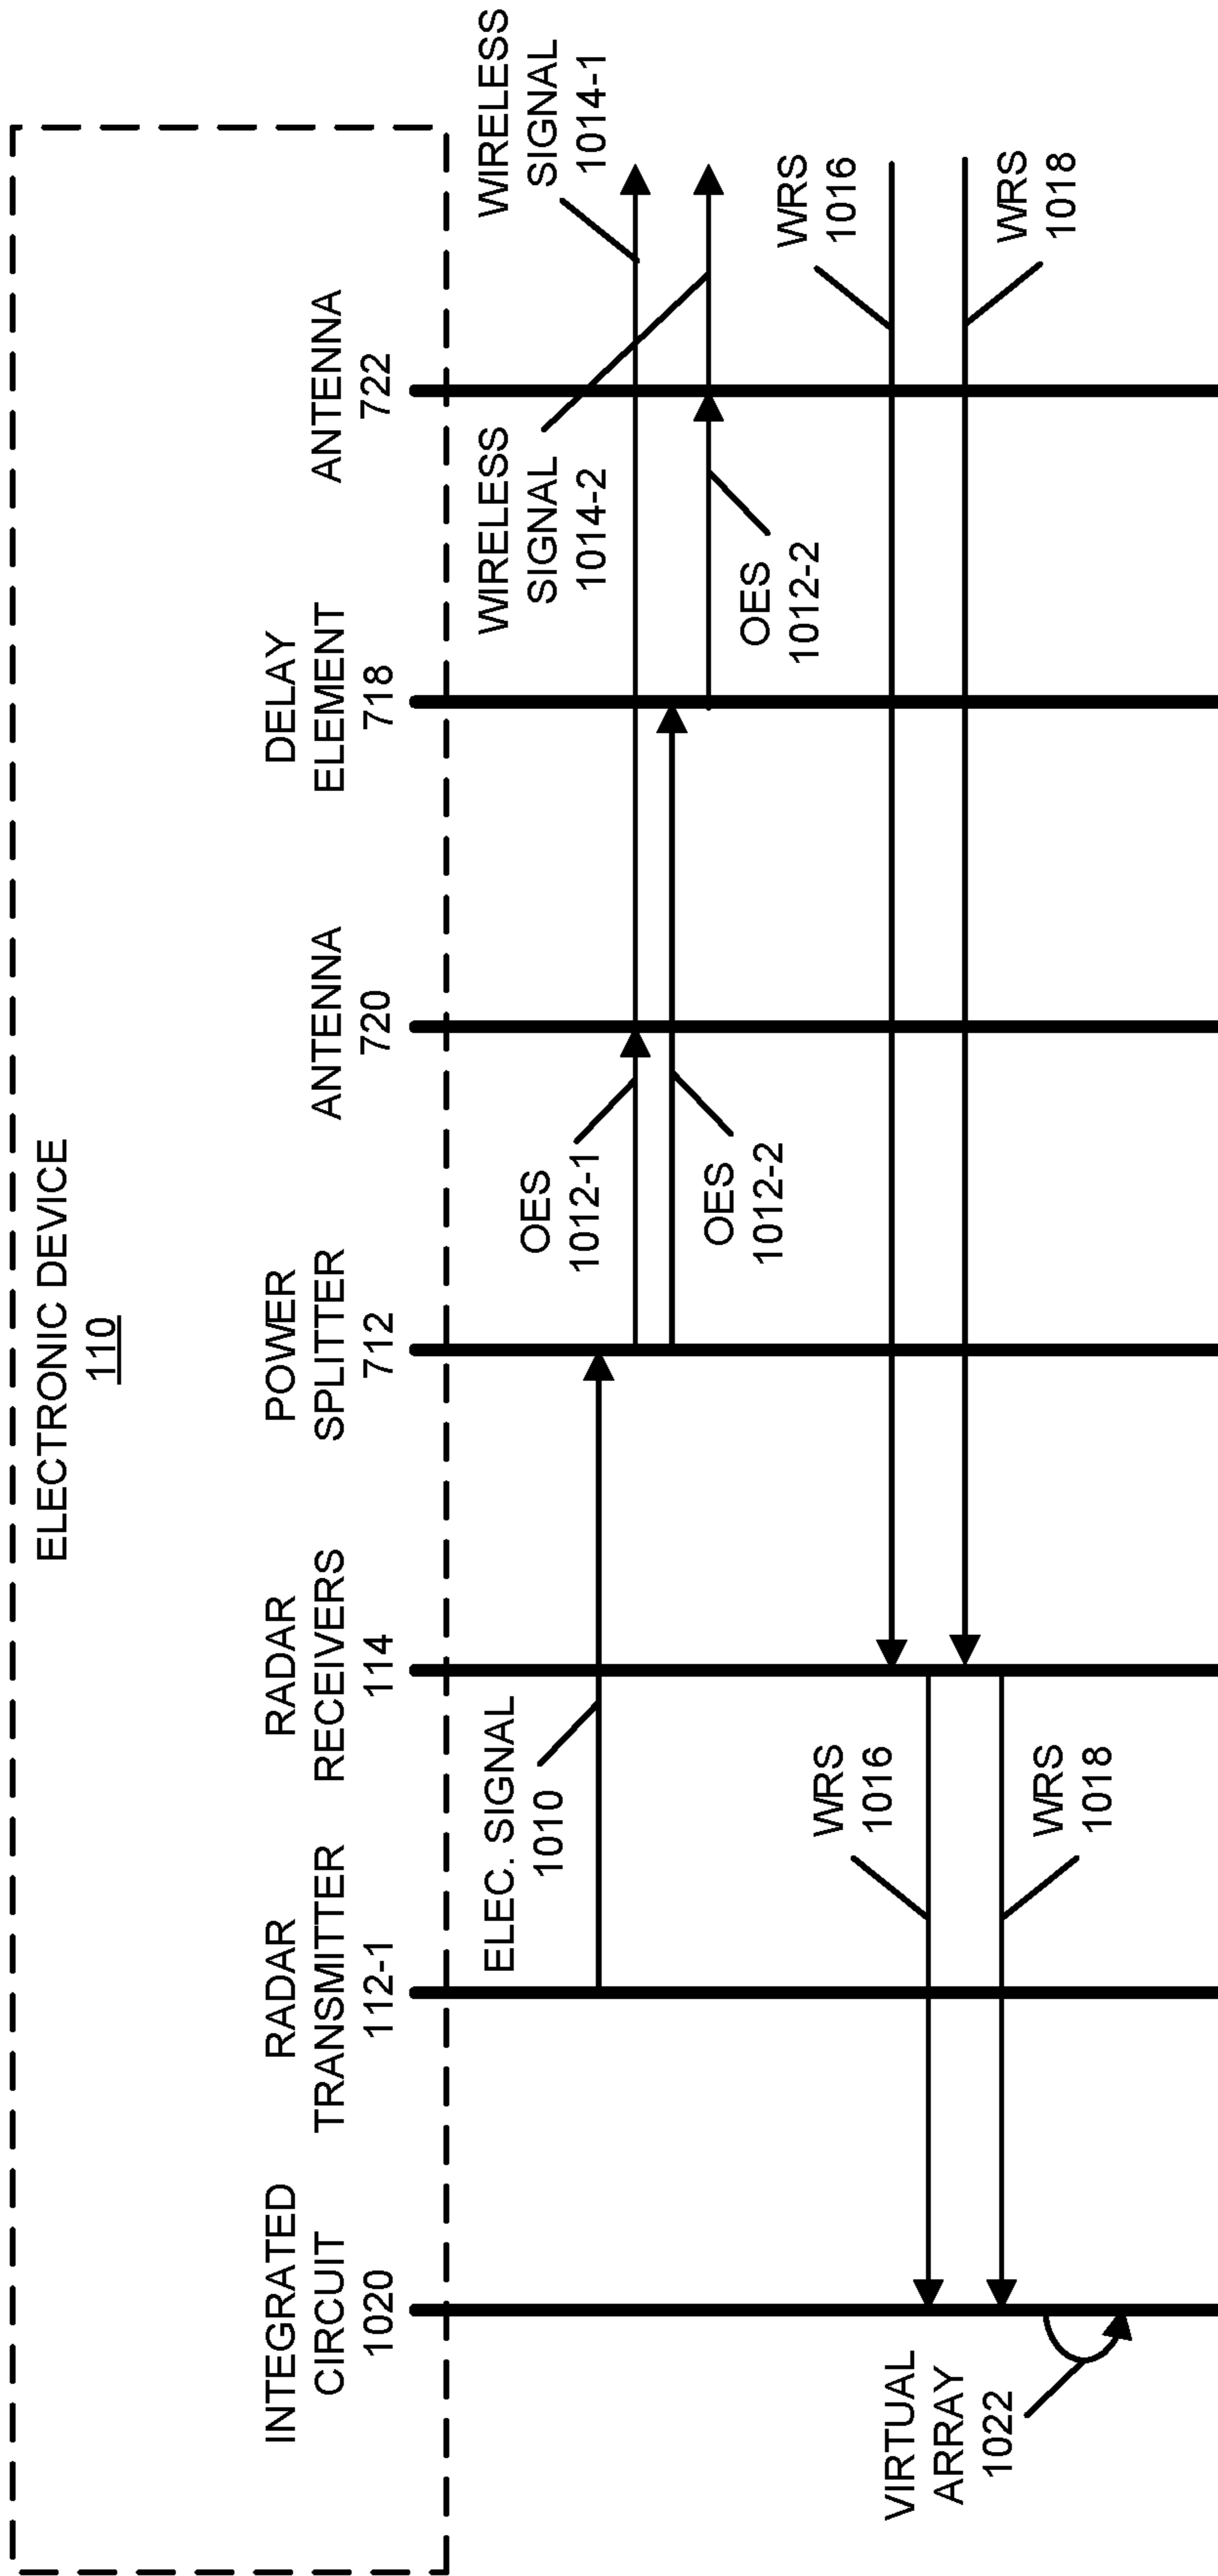 ELECTRONIC DEVICE
110
INTEGRATED
CIRCUIT
1020
RADAR
TRANSMITTER
112-1
RADAR
RECEIVERS
114
POWER
SPLITTER
712
ANTENNA
720
DELAY
ELEMENT
718
ANTENNA
722
ELEC. SIGNAL
1010
OES
1012-1
OES
1012-2
WIRELESS
SIGNAL
1014-2
WIRELESS
SIGNAL
1014-1
OES
1012-2
WRS
1016
WRS
1018
WRS
1016
WRS
1018
VIRTUAL
ARRAY
1022